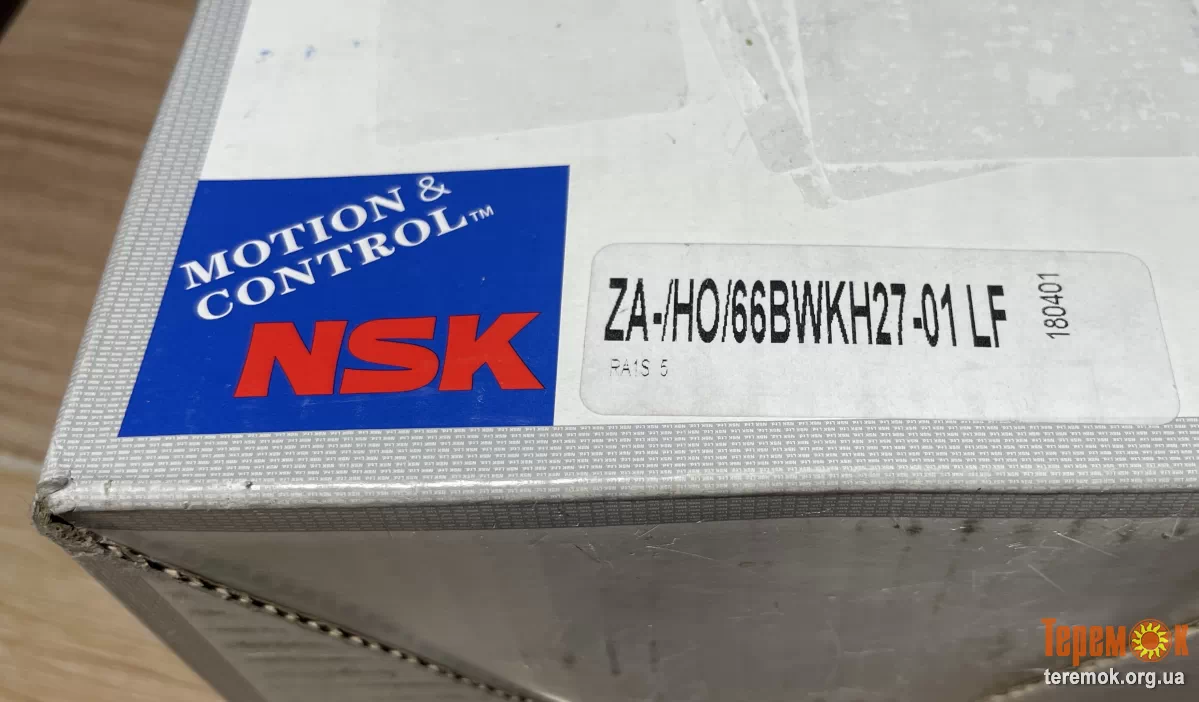 MOTION &
CONTROL™
NSK
ZA-/HO/66BWKH27-01 LF
RA1S 5
180401
Теремок
teremok.org.ua